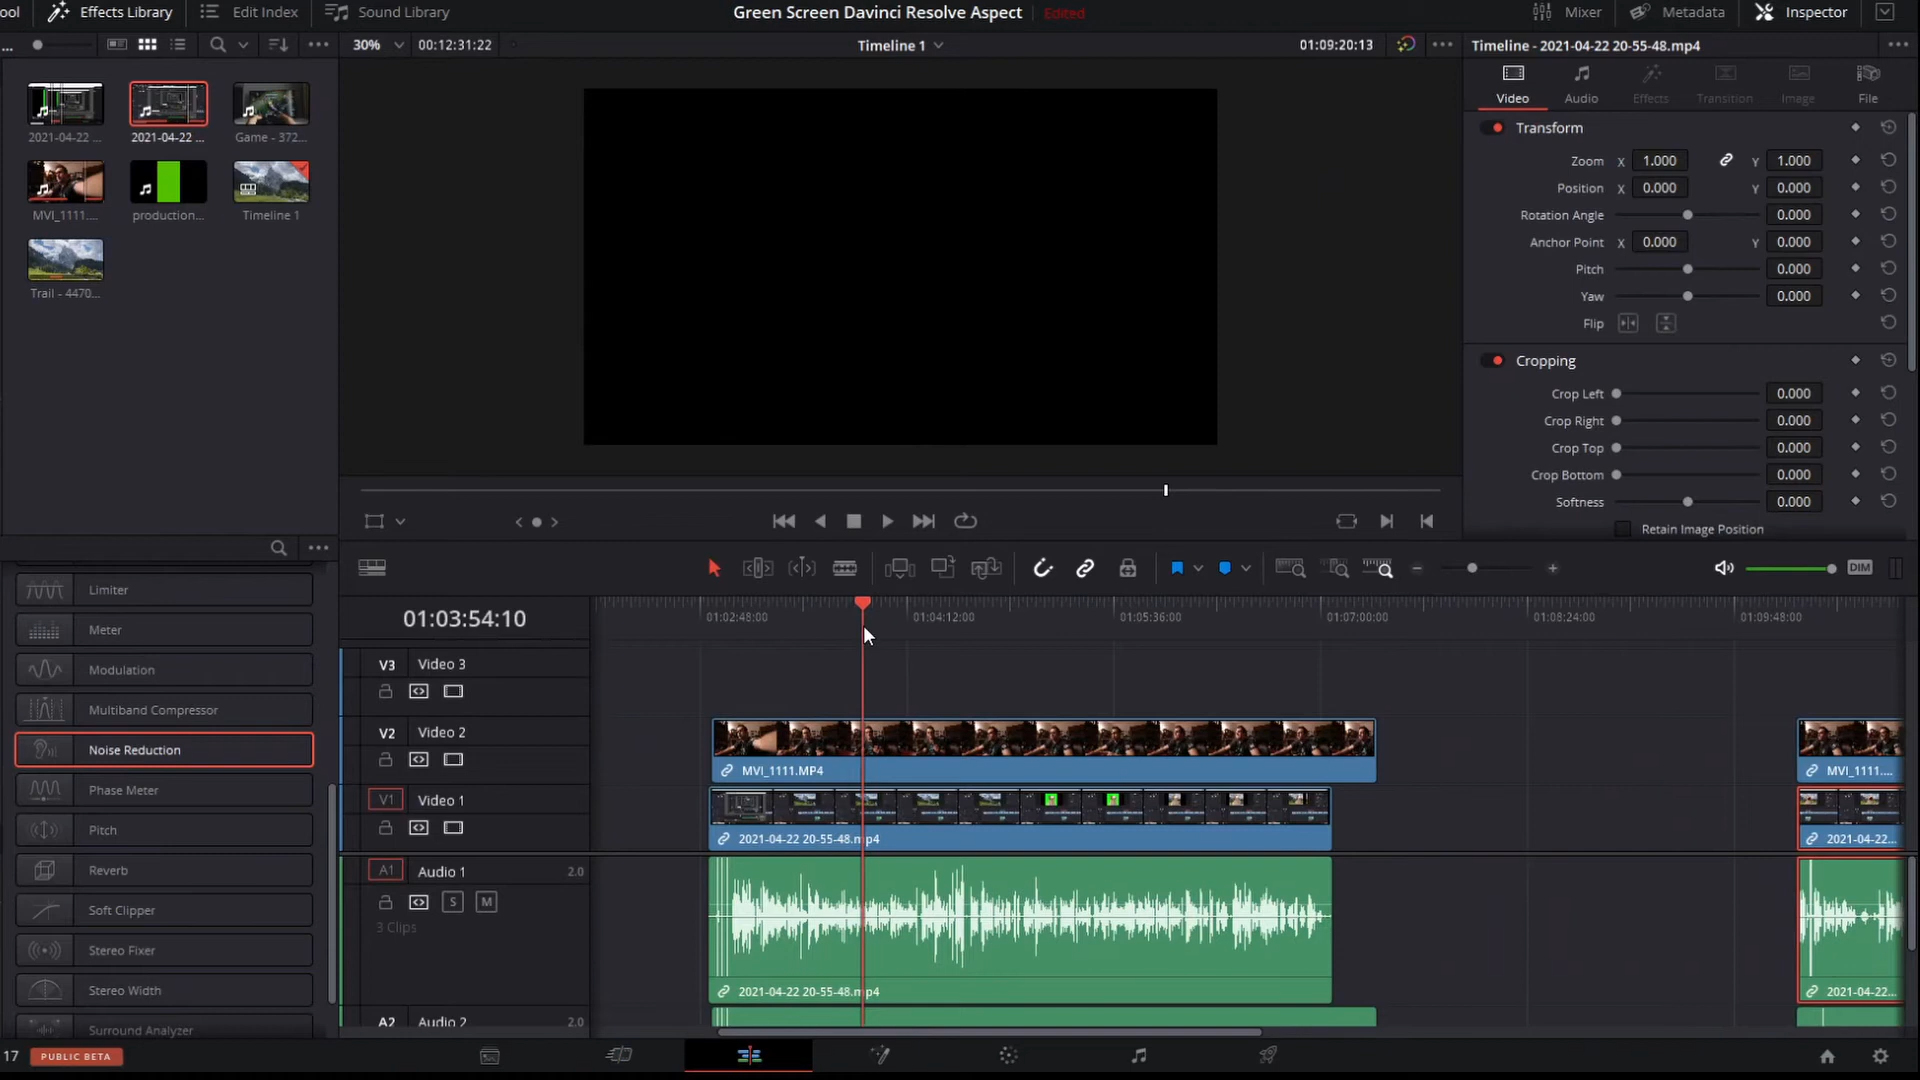 ool
Effects Library
Edit Index
Sound Library
Green Screen Davinci Resolve Aspect
Edited
Mixer
Metadata
Inspector
...
30%
00:12:31:22
Timeline 1
01:09:20:13
Timeline - 2021-04-22 20-55-48.mp4
Video
Audio
Effects
Transition
Image
File
2021-04-22 ...
2021-04-22 ...
Game - 372...
MVI_1111....
production...
Timeline 1
Trail - 4470...
Transform
Zoom X 1.000 Y 1.000
Position X 0.000 Y 0.000
Rotation Angle 0.000
Anchor Point X 0.000 Y 0.000
Pitch 0.000
Yaw 0.000
Flip
Cropping
Crop Left 0.000
Crop Right 0.000
Crop Top 0.000
Crop Bottom 0.000
Softness 0.000
Retain Image Position
Limiter
Meter
Modulation
Multiband Compressor
Noise Reduction
Phase Meter
Pitch
Reverb
Soft Clipper
Stereo Fixer
Stereo Width
Surround Analyzer
DIM
01:03:54:10
01:02:48:00
01:04:12:00
01:05:36:00
01:07:00:00
01:08:24:00
01:09:48:00
V3 Video 3
V2 Video 2
MVI_1111.MP4
MVI_1111....
V1 Video 1
2021-04-22 20-55-48.mp4
2021-04-22...
A1 Audio 1 2.0
S M
3 Clips
2021-04-22 20-55-48.mp4
2021-04-22...
A2 Audio 2 2.0
17 PUBLIC BETA